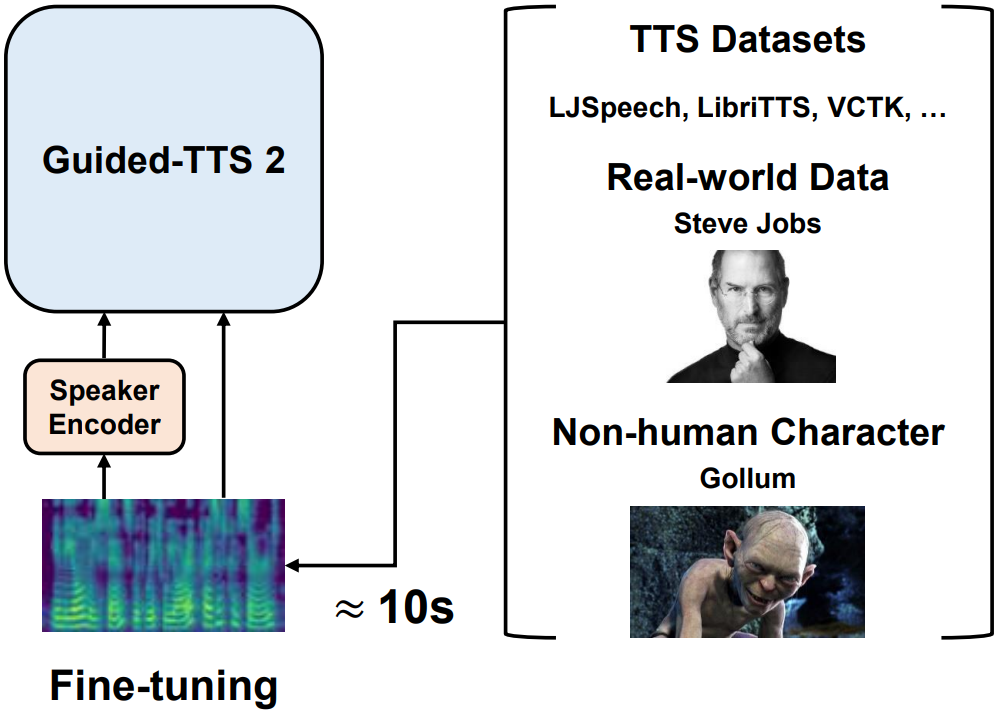 Guided-TTS 2
Speaker
Encoder
≈ 10s
Fine-tuning
TTS Datasets
LJSpeech, LibriTTS, VCTK, ...
Real-world Data
Steve Jobs
Non-human Character
Gollum